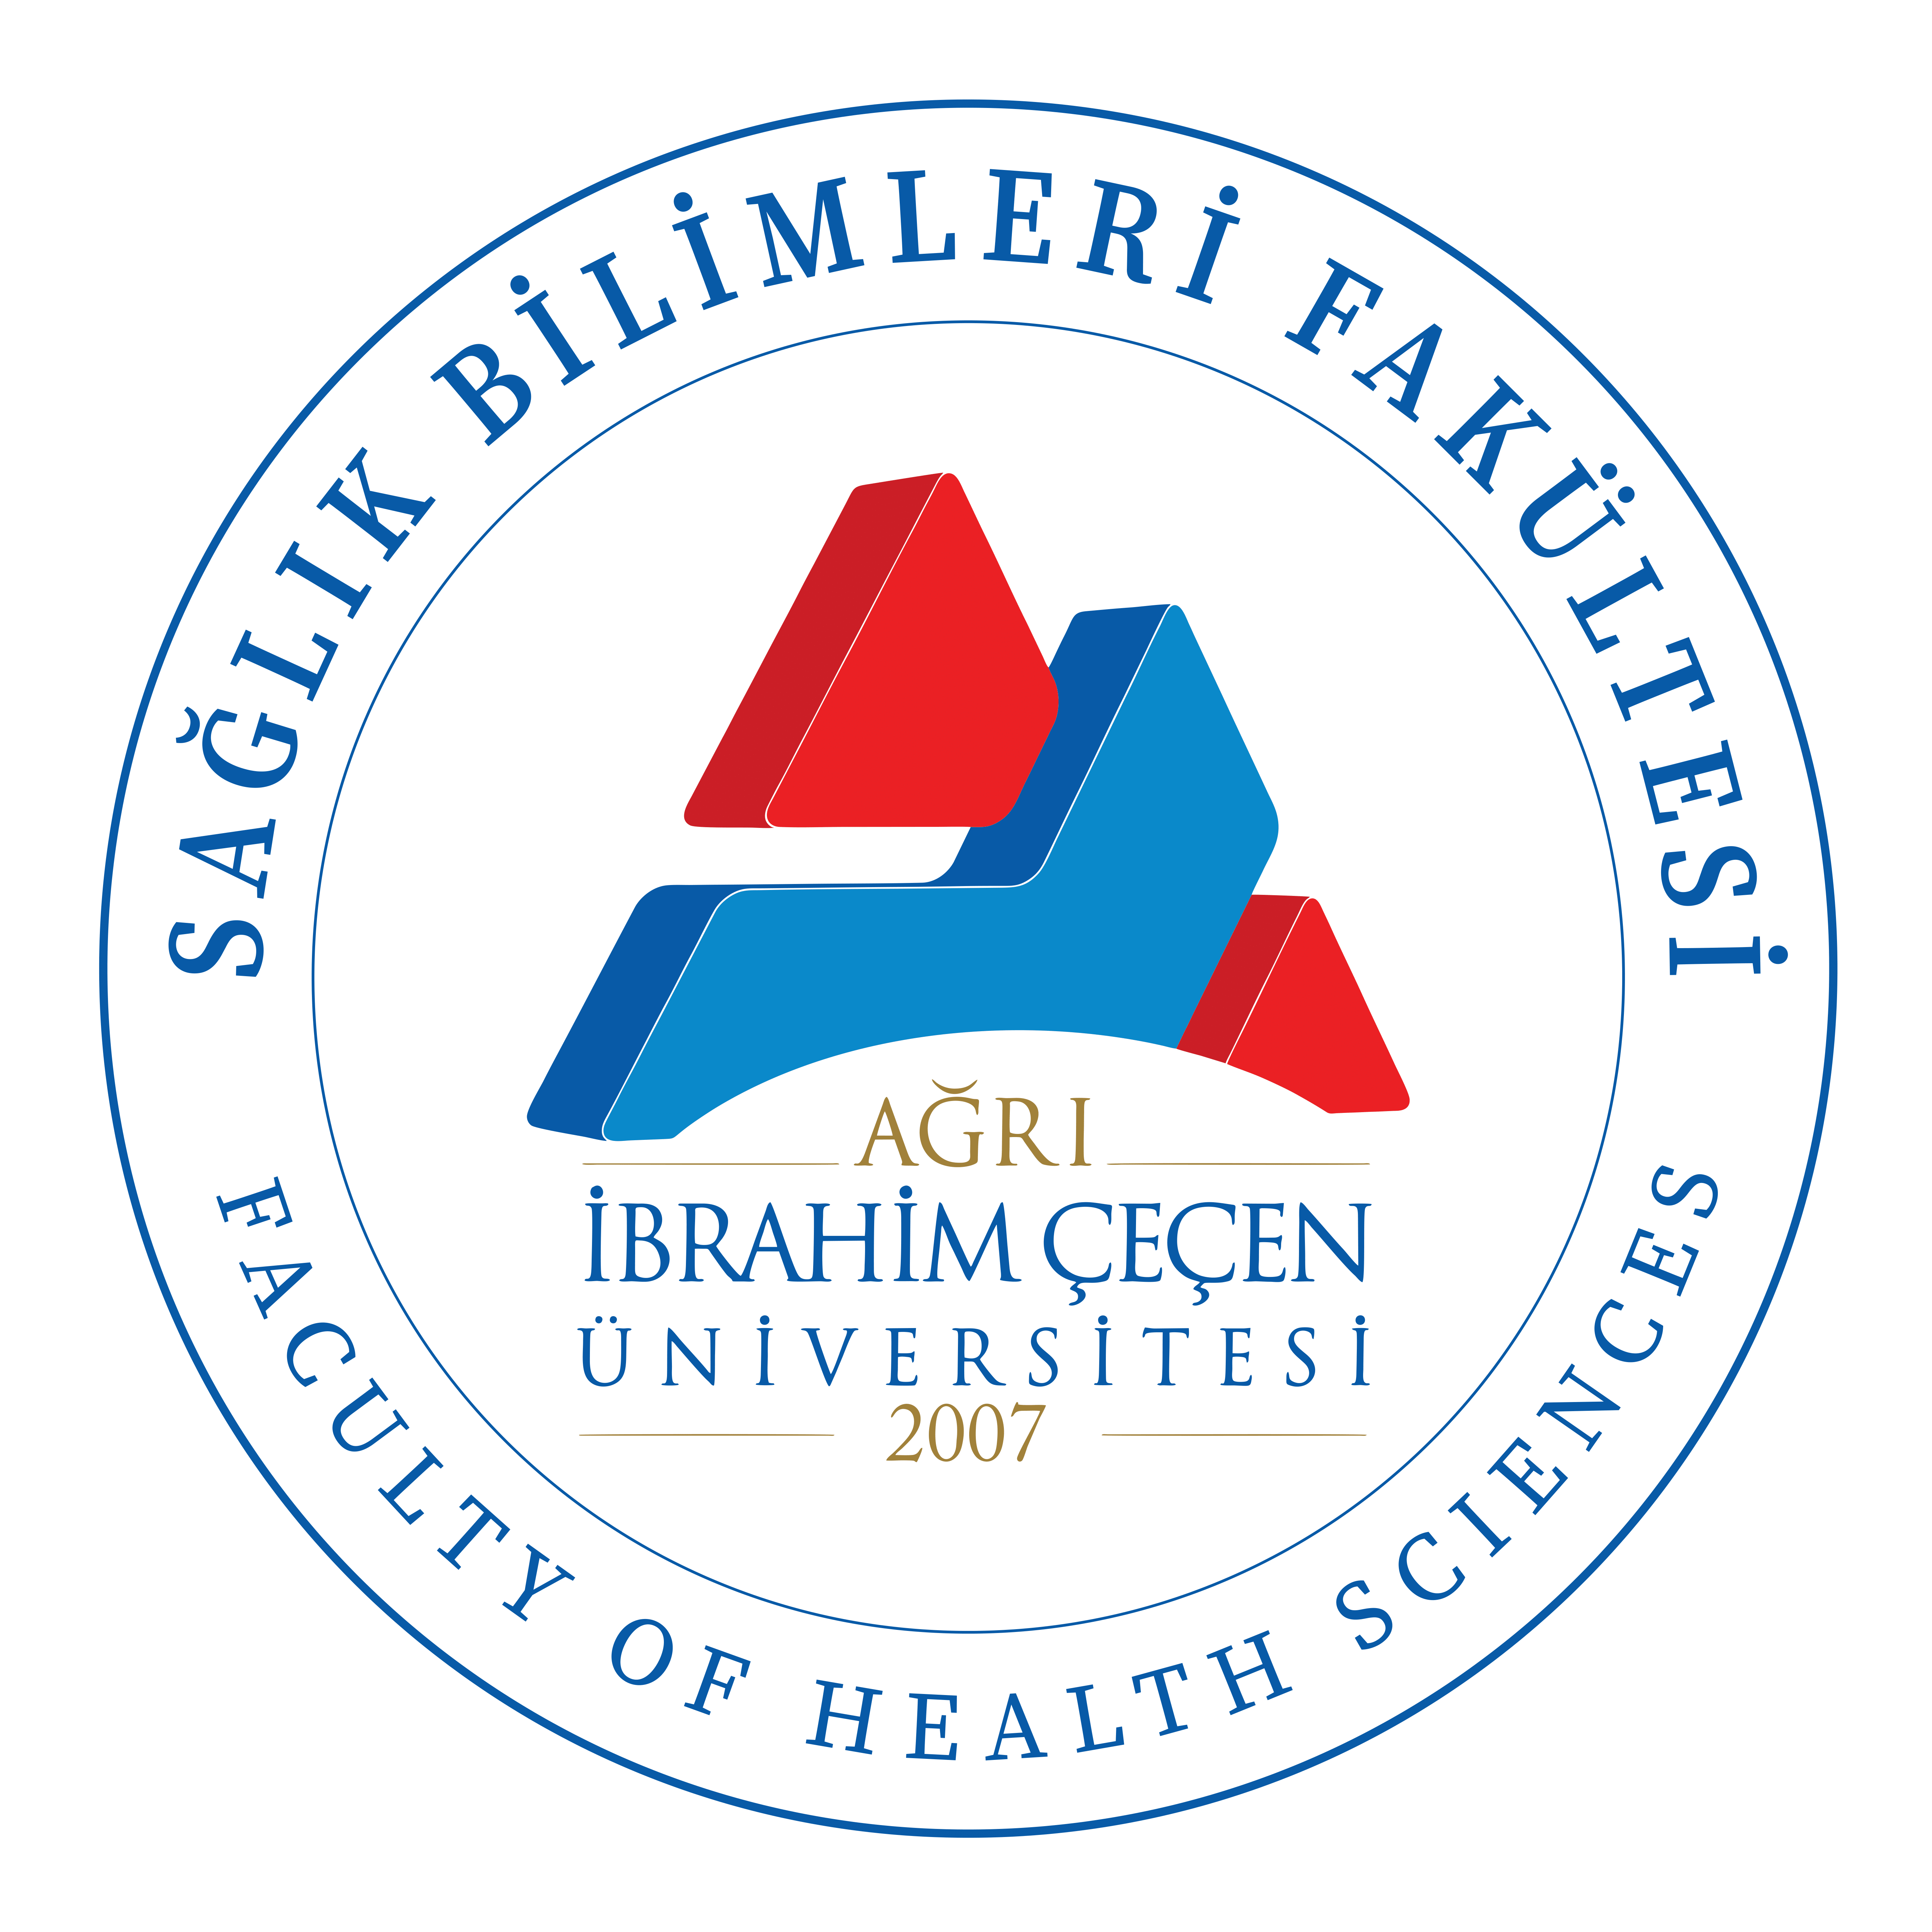 SAĞLIK BİLİMLERİ FAKÜLTESİ
AĞRI
İBRAHİM ÇEÇEN
ÜNİVERSİTESİ
2007
FACULTY OF HEALTH SCIENCES